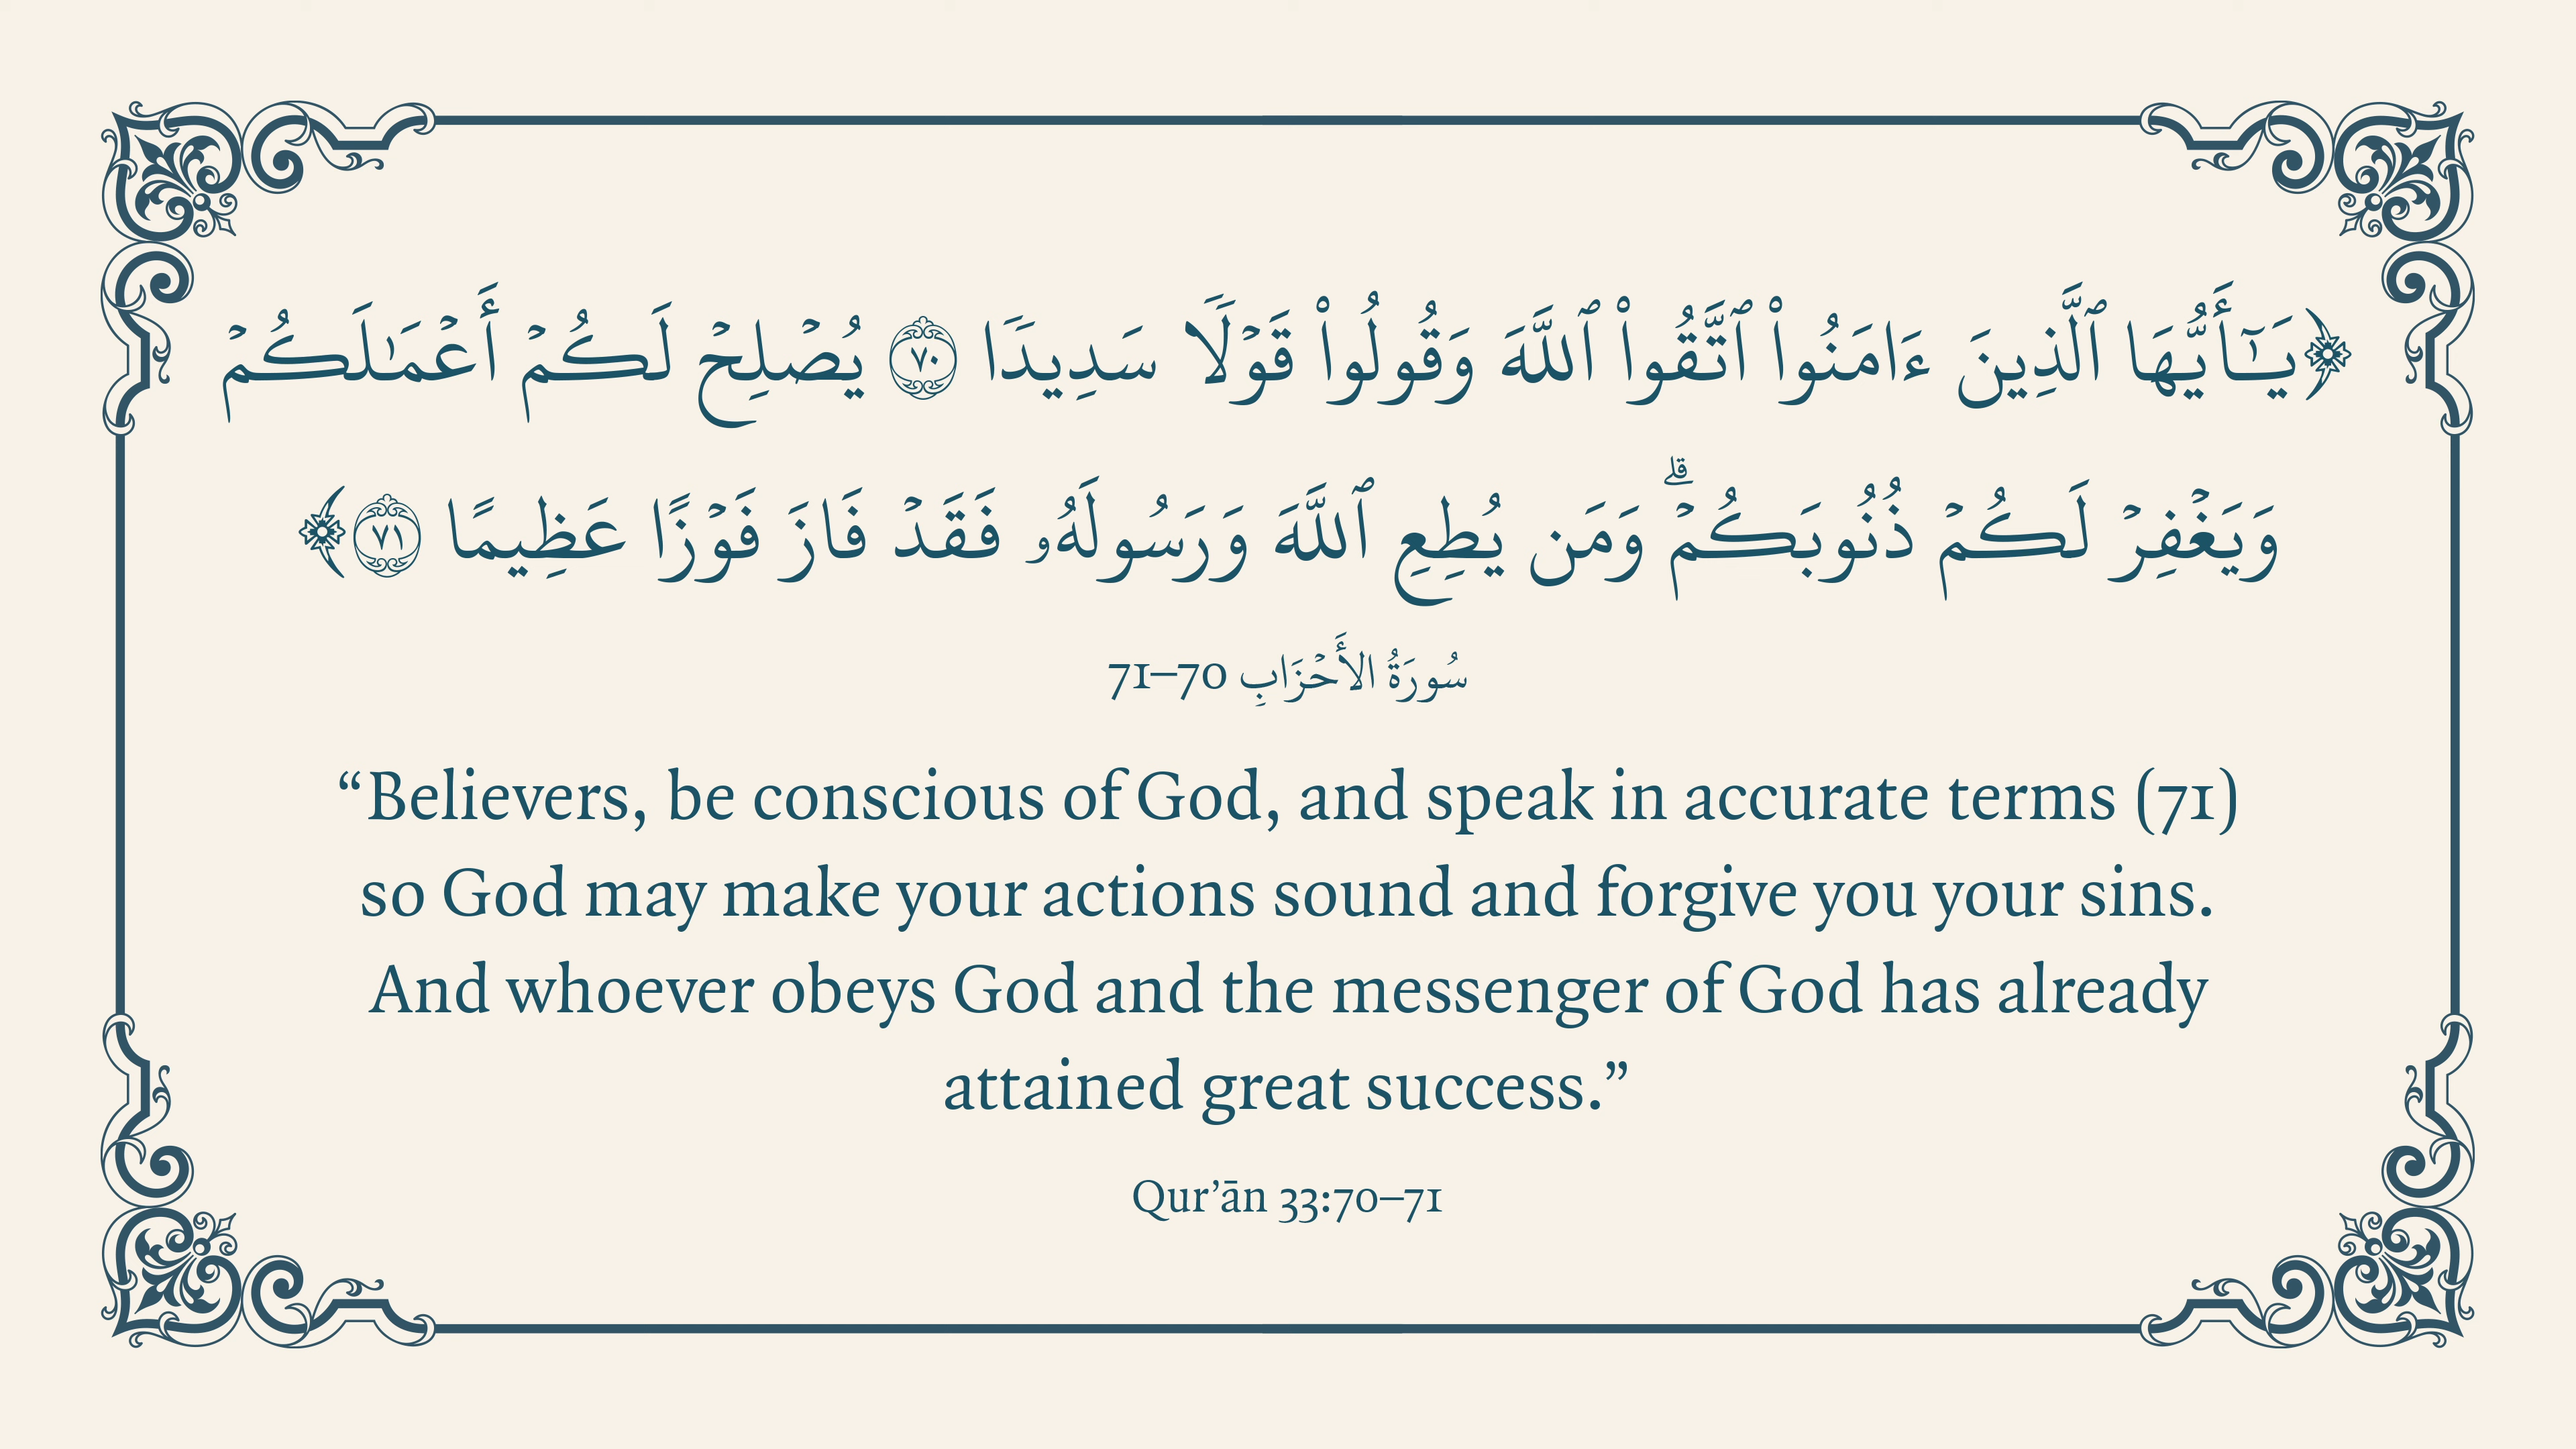 ﴿يَـٰٓأَيُّهَا ٱلَّذِينَ ءَامَنُوا۟ ٱتَّقُوا۟ ٱللَّهَ وَقُولُوا۟ قَوۡلࣰا سَدِيدࣰا ٧٠ يُصۡلِحۡ لَكُمۡ أَعۡمَـٰلَكُمۡ
وَيَغۡفِرۡ لَكُمۡ ذُنُوبَكُمۡۗ وَمَن يُطِعِ ٱللَّهَ وَرَسُولَهُۥ فَقَدۡ فَازَ فَوۡزًا عَظِيمًا ٧١﴾
سُورَةُ الأَحۡزَابِ 70–71
“Believers, be conscious of God, and speak in accurate terms (71)
so God may make your actions sound and forgive you your sins.
And whoever obeys God and the messenger of God has already
attained great success.”
Qur’ān 33:70–71